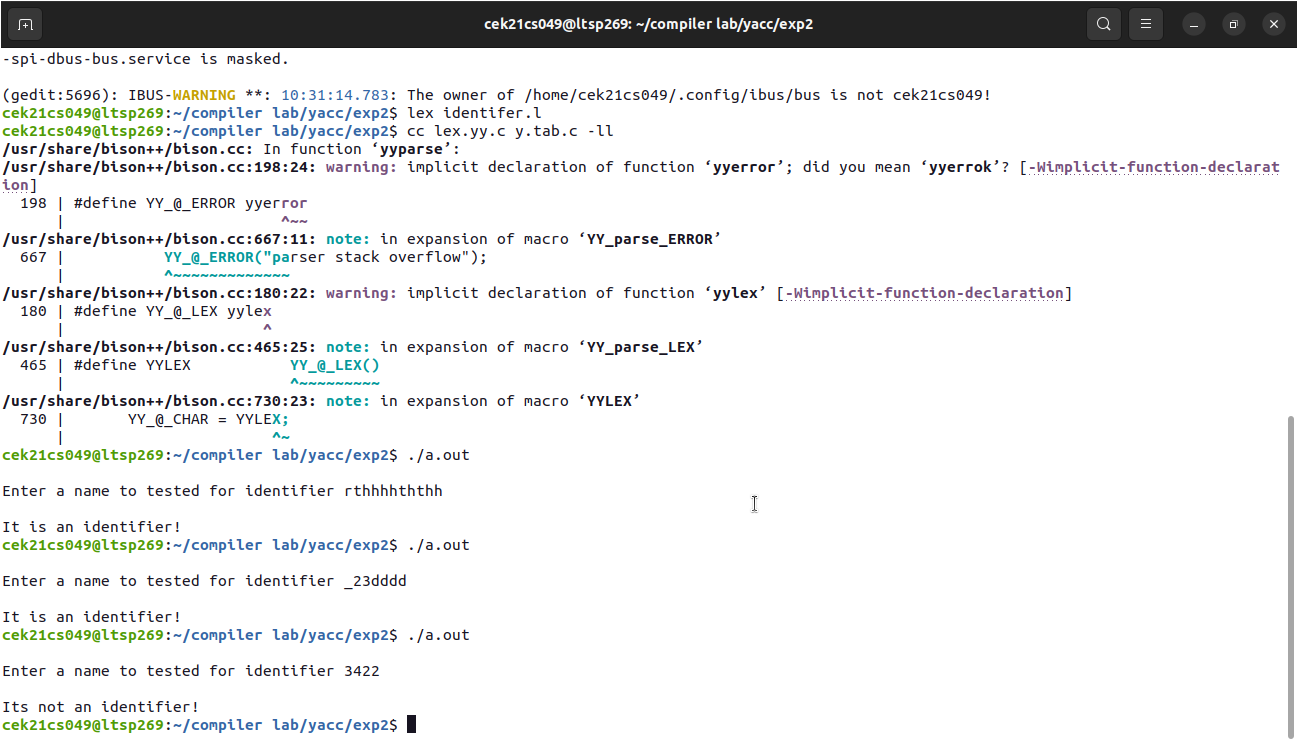 cek21cs049@ltsp269: ~/compiler lab/yacc/exp2
-spi-dbus-bus.service is masked.
(gedit:5696): IBUS-WARNING **: 10:31:14.783: The owner of /home/cek21cs049/.config/ibus/bus is not cek21cs049!
cek21cs049@ltsp269:~/compiler lab/yacc/exp2$ lex identifer.l
cek21cs049@ltsp269:~/compiler lab/yacc/exp2$ cc lex.yy.c y.tab.c -ll
/usr/share/bison++/bison.cc: In function ‘yyparse’:
/usr/share/bison++/bison.cc:198:24: warning: implicit declaration of function ‘yyerror’; did you mean ‘yyerrok’? [-Wimplicit-function-declarat
ion]
  198 | #define YY_@_ERROR yyerror
      |                        ^~~
/usr/share/bison++/bison.cc:667:11: note: in expansion of macro ‘YY_parse_ERROR’
  667 |           YY_@_ERROR("parser stack overflow");
      |           ^~~~~~~~~~~~~~
/usr/share/bison++/bison.cc:180:22: warning: implicit declaration of function ‘yylex’ [-Wimplicit-function-declaration]
  180 | #define YY_@_LEX yylex
      |                      ^
/usr/share/bison++/bison.cc:465:25: note: in expansion of macro ‘YY_parse_LEX’
  465 | #define YYLEX           YY_@_LEX()
      |                         ^~~~~~~~~~
/usr/share/bison++/bison.cc:730:23: note: in expansion of macro ‘YYLEX’
  730 |       YY_@_CHAR = YYLEX;
      |                       ^~
cek21cs049@ltsp269:~/compiler lab/yacc/exp2$ ./a.out
Enter a name to tested for identifier rthhhhththh
It is an identifier!
cek21cs049@ltsp269:~/compiler lab/yacc/exp2$ ./a.out
Enter a name to tested for identifier _23dddd
It is an identifier!
cek21cs049@ltsp269:~/compiler lab/yacc/exp2$ ./a.out
Enter a name to tested for identifier 3422
Its not an identifier!
cek21cs049@ltsp269:~/compiler lab/yacc/exp2$